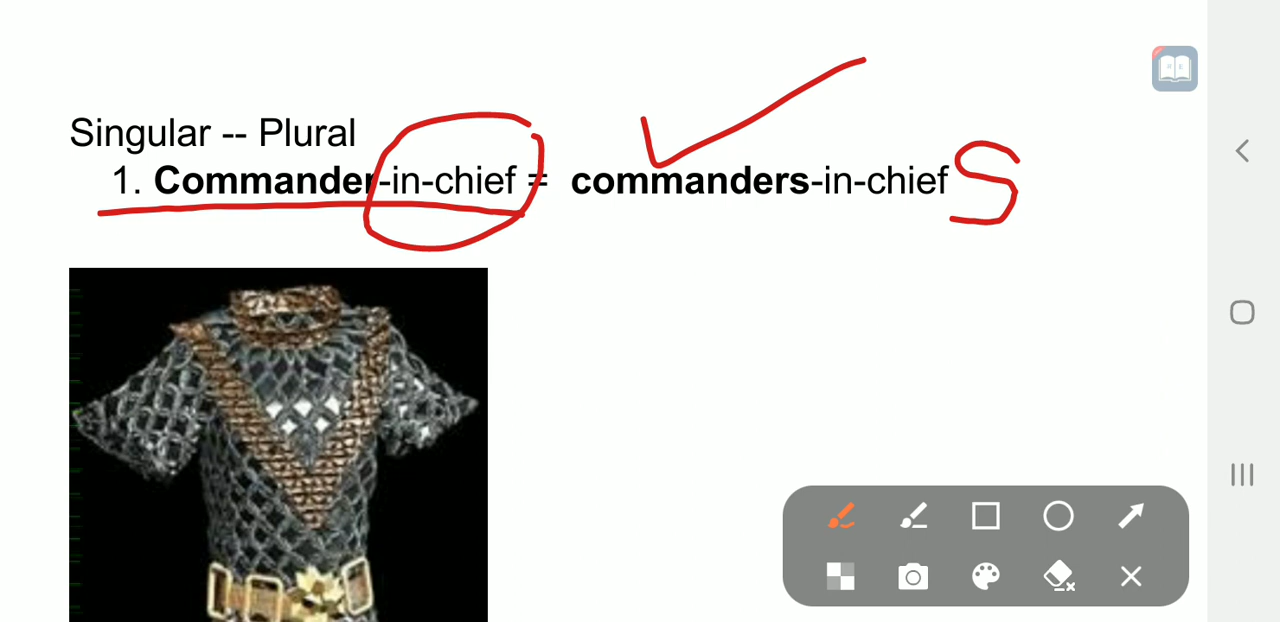 Singular -- Plural
1. Commander-in-chief = commanders-in-chief S